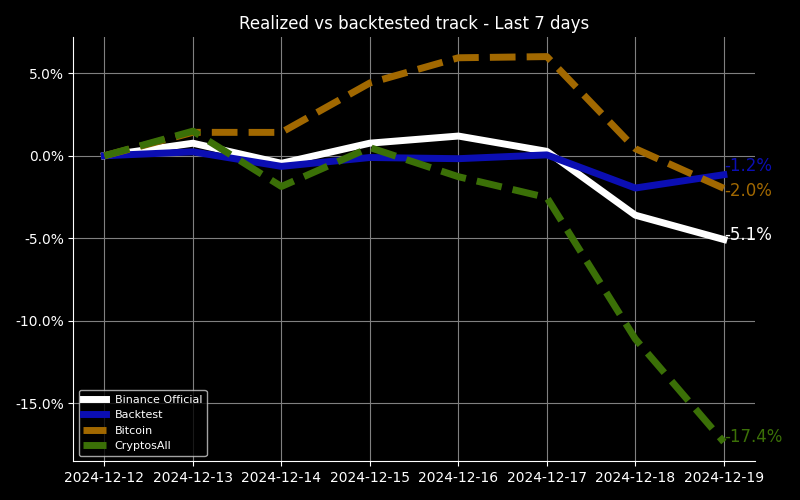 Realized vs backtested track - Last 7 days
5.0%
0.0%
-5.0%
-10.0%
-15.0%
-1.2%
-2.0%
-5.1%
-17.4%
Binance Official
Backtest
Bitcoin
CryptosAll
2024-12-12 2024-12-13 2024-12-14 2024-12-15 2024-12-16 2024-12-17 2024-12-18 2024-12-19